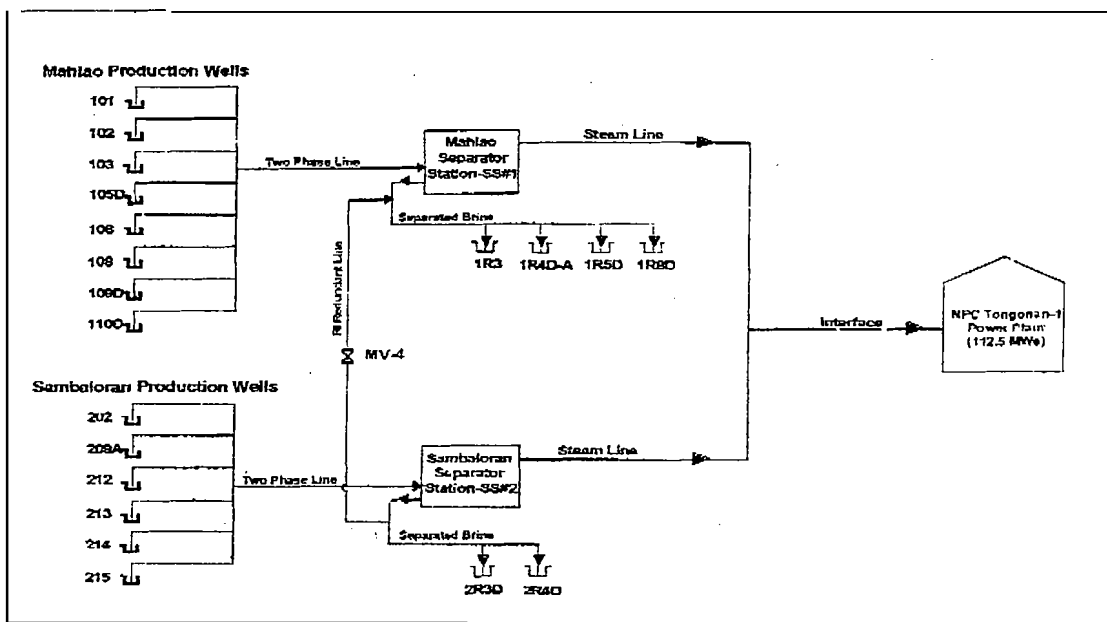 Mahiao Production Wells
101
102
103
105D
106
108
109D
110D
Two Phase Line
Mahiao
Separator
Station-SS#1
Steam Line
Separated Brine
1R3
1R4D-A
1R5D
1R8D
RI Redundant Line
MV-4
Interface
NPC Tongonan-1
Power Plant
(112.5 MWe)
Sambaloran Production Wells
202
209A
212
213
214
215
Two Phase Line
Sambaloran
Separator
Station-SS#2
Steam Line
Separated Brine
2R3D
2R4D